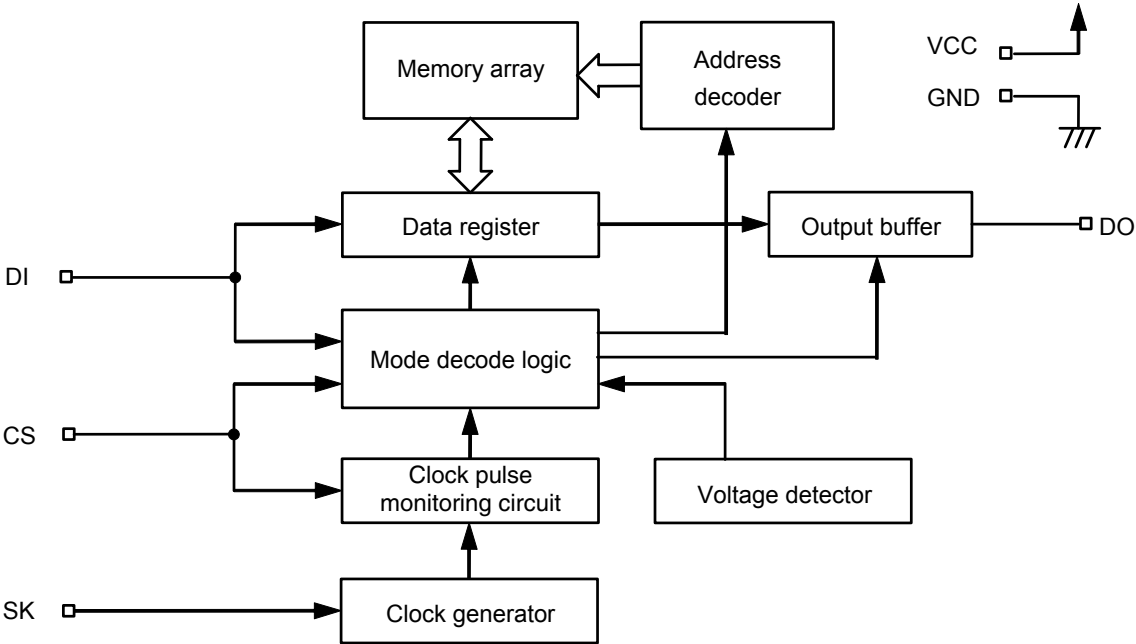 Memory array
Address
decoder
VCC
GND
Data register
Output buffer
DO
DI
Mode decode logic
CS
Clock pulse
monitoring circuit
Voltage detector
SK
Clock generator